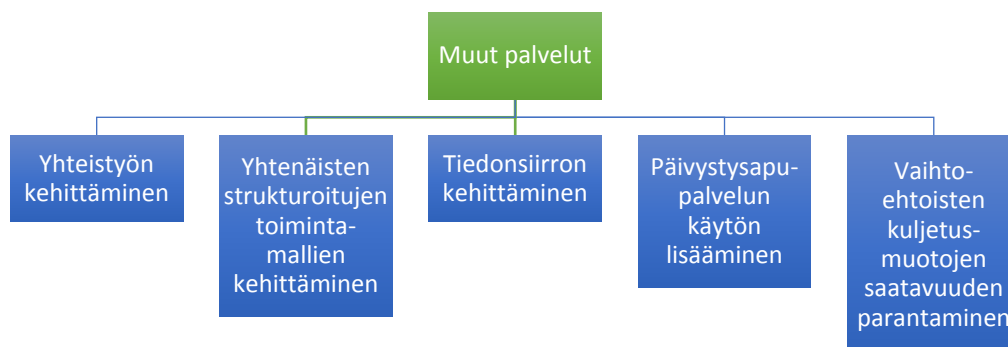 Muut palvelut
Yhteistyön
kehittäminen
Yhtenäisten
strukturoitujen
toiminta-
mallien
kehittäminen
Tiedonsiirron
kehittäminen
Päivystysapu-
palvelun
käytön
lisääminen
Vaihto-
ehtoisten
kuljetus-
muotojen
saatavuuden
parantaminen